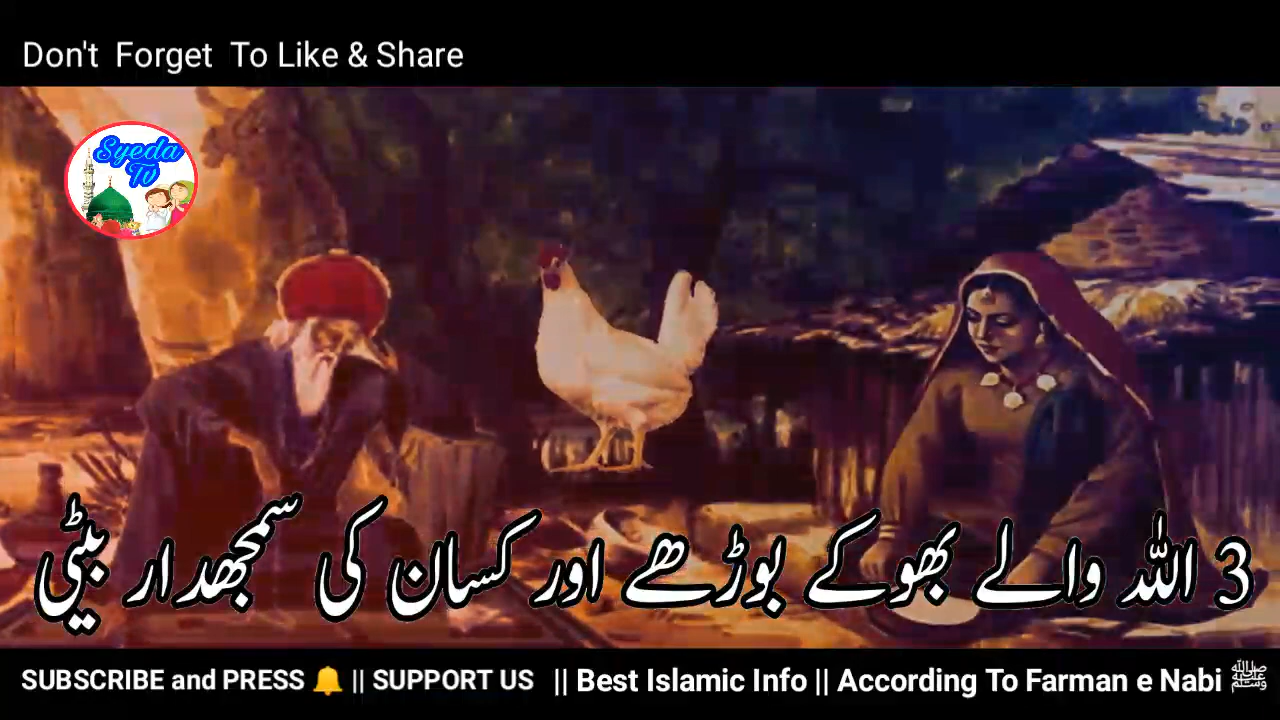 Don't Forget To Like & Share
Syeda
Tv
3 اللہ والے بھوکے بوڑھے اور کسان کی سمجھدار بیٹی
SUBSCRIBE and PRESS 🔔 || SUPPORT US || Best Islamic Info || According To Farman e Nabi ﷺ